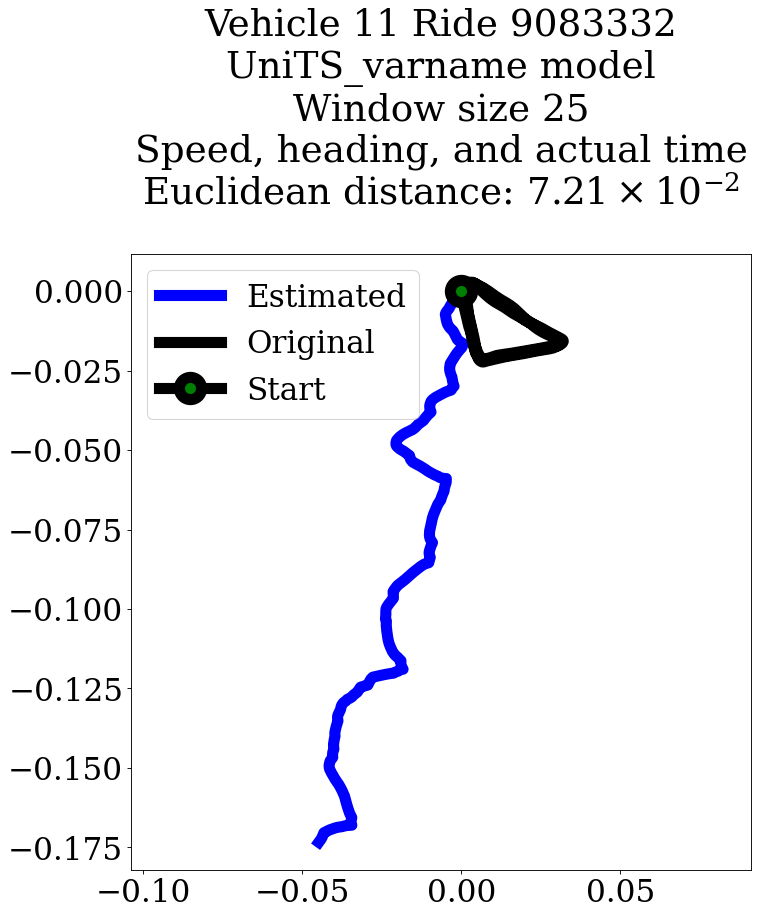 Vehicle 11 Ride 9083332
UniTS_varname model
Window size 25
Speed, heading, and actual time
Euclidean distance: 7.21 × 10⁻²
Estimated
Original
Start
0.000
−0.025
−0.050
−0.075
−0.100
−0.125
−0.150
−0.175
−0.10 −0.05 0.00 0.05